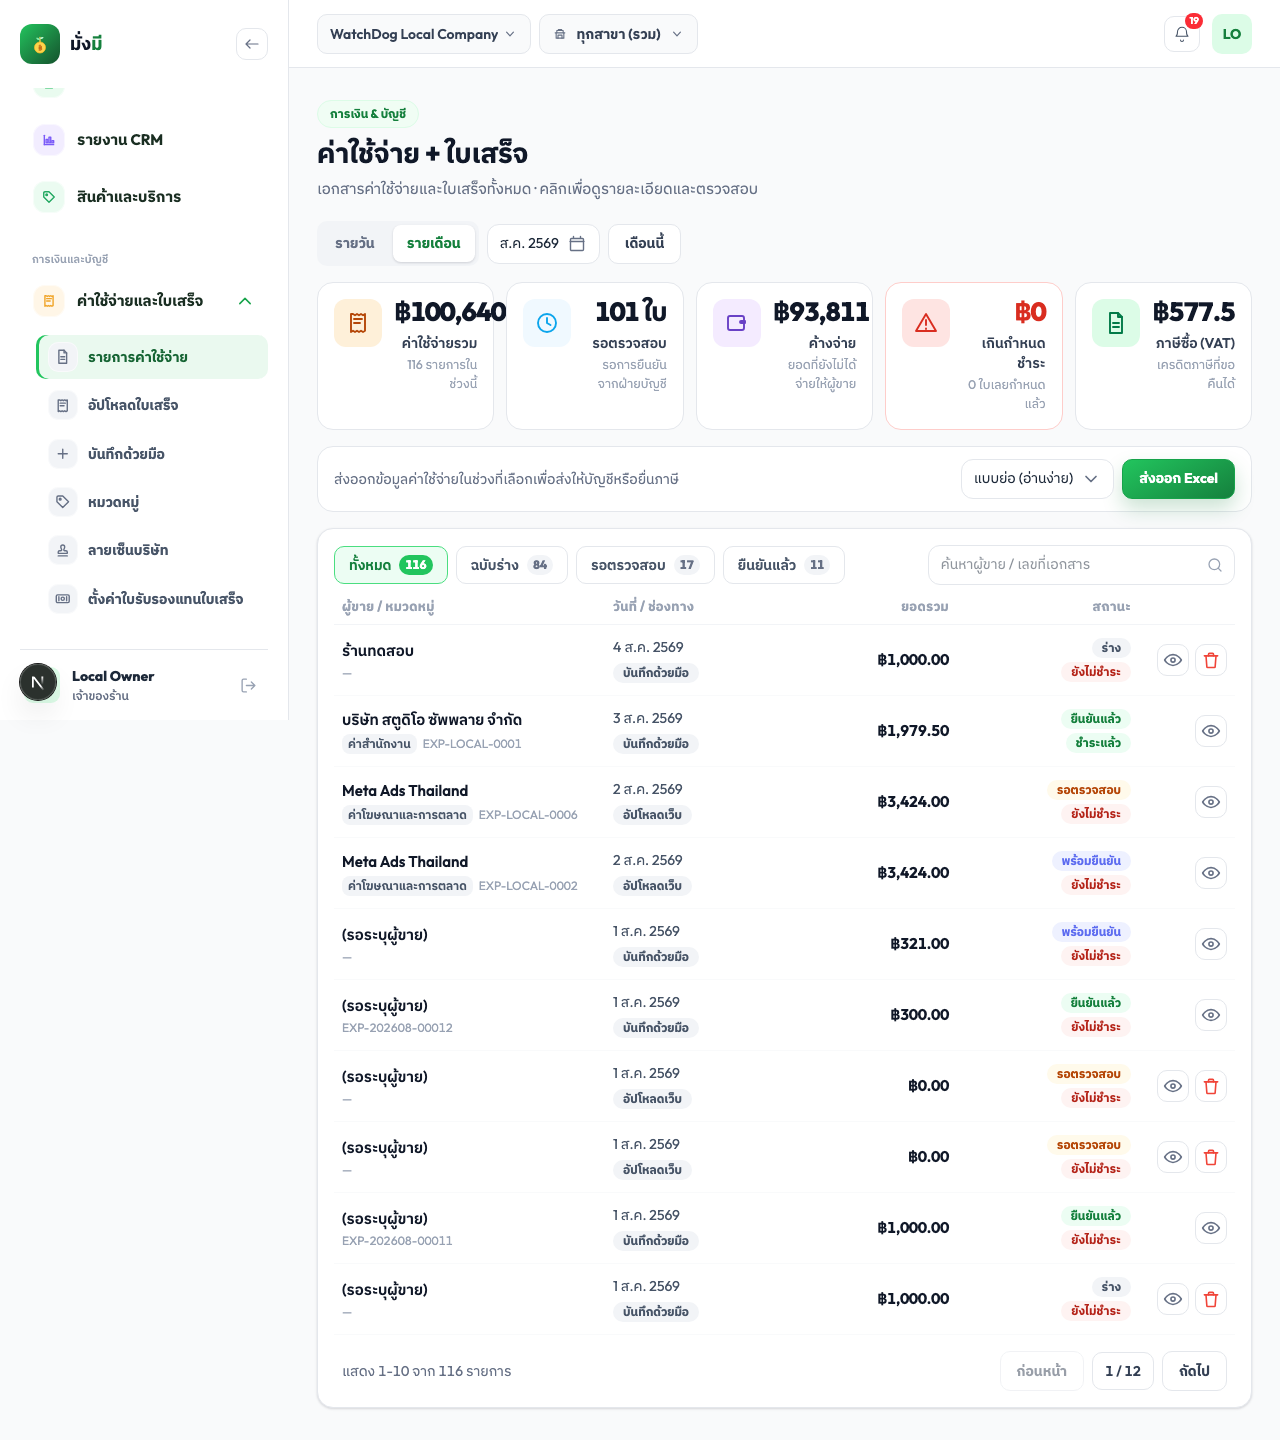 มั่งมี
WatchDog Local Company
ทุกสาขา (รวม)
19
LO
รายงาน CRM
สินค้าและบริการ
การเงินและบัญชี
ค่าใช้จ่ายและใบเสร็จ
รายการค่าใช้จ่าย
อัปโหลดใบเสร็จ
บันทึกด้วยมือ
หมวดหมู่
ลายเซ็นบริษัท
ตั้งค่าใบรับรองแทนใบเสร็จ
N
Local Owner
เจ้าของร้าน
การเงิน & บัญชี
ค่าใช้จ่าย + ใบเสร็จ
เอกสารค่าใช้จ่ายและใบเสร็จทั้งหมด · คลิกเพื่อดูรายละเอียดและตรวจสอบ
รายวัน
รายเดือน
ส.ค. 2569
เดือนนี้
฿100,640
ค่าใช้จ่ายรวม
116 รายการใน
ช่วงนี้
101 ใบ
รอตรวจสอบ
รอการยืนยัน
จากฝ่ายบัญชี
฿93,811
ค้างจ่าย
ยอดที่ยังไม่ได้
จ่ายให้ผู้ขาย
฿0
เกินกำหนด
ชำระ
0 ใบเลยกำหนด
แล้ว
฿577.5
ภาษีซื้อ (VAT)
เครดิตภาษีที่ขอ
คืนได้
ส่งออกข้อมูลค่าใช้จ่ายในช่วงที่เลือกเพื่อส่งให้บัญชีหรือยื่นภาษี
แบบย่อ (อ่านง่าย)
ส่งออก Excel
ทั้งหมด 116
ฉบับร่าง 84
รอตรวจสอบ 17
ยืนยันแล้ว 11
ค้นหาผู้ขาย / เลขที่เอกสาร
ผู้ขาย / หมวดหมู่ วันที่ / ช่องทาง ยอดรวม สถานะ
ร้านทดสอบ
—
4 ส.ค. 2569
บันทึกด้วยมือ
฿1,000.00
ร่าง
ยังไม่ชำระ
บริษัท สตูดิโอ ซัพพลาย จำกัด
ค่าสำนักงาน EXP-LOCAL-0001
3 ส.ค. 2569
บันทึกด้วยมือ
฿1,979.50
ยืนยันแล้ว
ชำระแล้ว
Meta Ads Thailand
ค่าโฆษณาและการตลาด EXP-LOCAL-0006
2 ส.ค. 2569
อัปโหลดเว็บ
฿3,424.00
รอตรวจสอบ
ยังไม่ชำระ
Meta Ads Thailand
ค่าโฆษณาและการตลาด EXP-LOCAL-0002
2 ส.ค. 2569
อัปโหลดเว็บ
฿3,424.00
พร้อมยืนยัน
ยังไม่ชำระ
(รอระบุผู้ขาย)
—
1 ส.ค. 2569
บันทึกด้วยมือ
฿321.00
พร้อมยืนยัน
ยังไม่ชำระ
(รอระบุผู้ขาย)
EXP-202608-00012
1 ส.ค. 2569
บันทึกด้วยมือ
฿300.00
ยืนยันแล้ว
ยังไม่ชำระ
(รอระบุผู้ขาย)
—
1 ส.ค. 2569
อัปโหลดเว็บ
฿0.00
รอตรวจสอบ
ยังไม่ชำระ
(รอระบุผู้ขาย)
—
1 ส.ค. 2569
อัปโหลดเว็บ
฿0.00
รอตรวจสอบ
ยังไม่ชำระ
(รอระบุผู้ขาย)
EXP-202608-00011
1 ส.ค. 2569
บันทึกด้วยมือ
฿1,000.00
ยืนยันแล้ว
ยังไม่ชำระ
(รอระบุผู้ขาย)
—
1 ส.ค. 2569
บันทึกด้วยมือ
฿1,000.00
ร่าง
ยังไม่ชำระ
แสดง 1-10 จาก 116 รายการ
ก่อนหน้า
1 / 12
ถัดไป